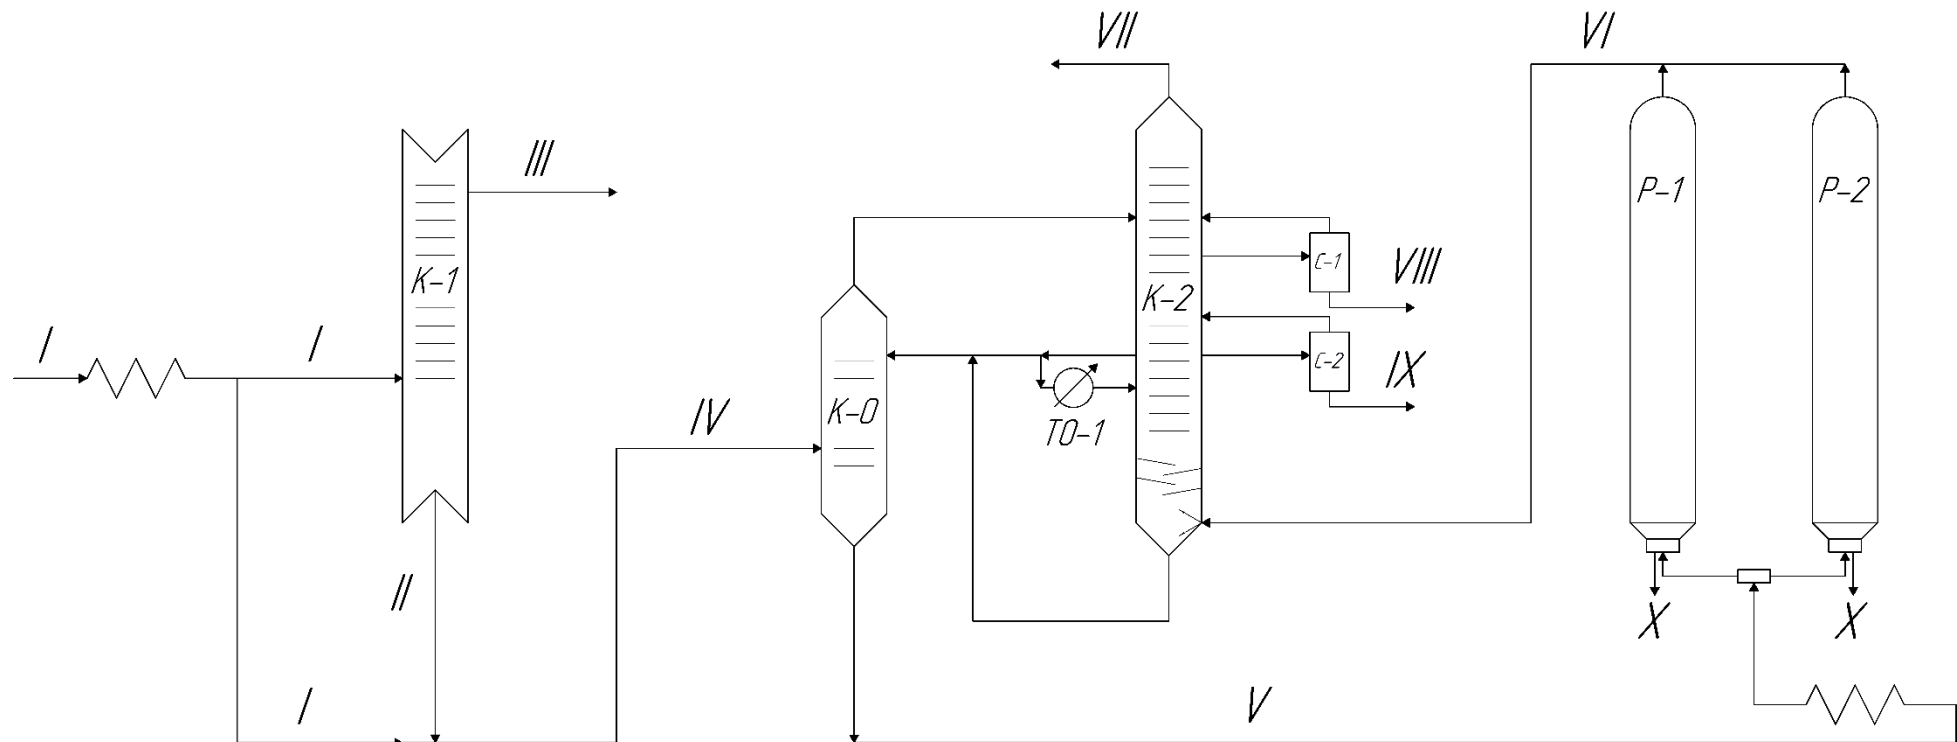 VII
VI
III
P-1
P-2
K-1
C-1
VIII
K-2
I
I
C-2
IX
K-0
IV
TO-1
II
X
X
I
V